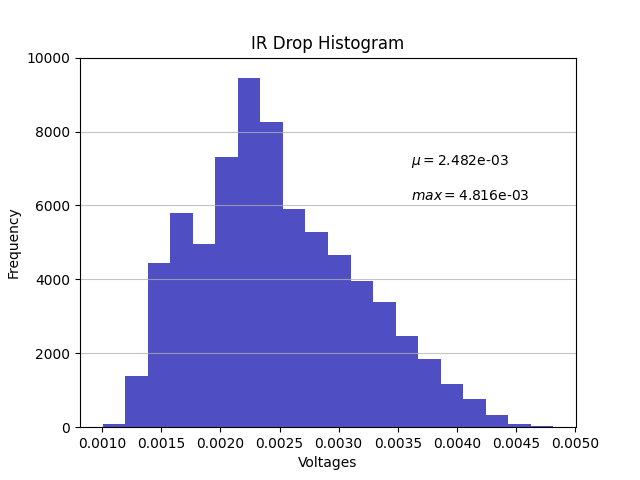 IR Drop Histogram
10000
8000
6000
4000
2000
0
Frequency
μ = 2.482e-03
max = 4.816e-03
0.0010 0.0015 0.0020 0.0025 0.0030 0.0035 0.0040 0.0045 0.0050
Voltages